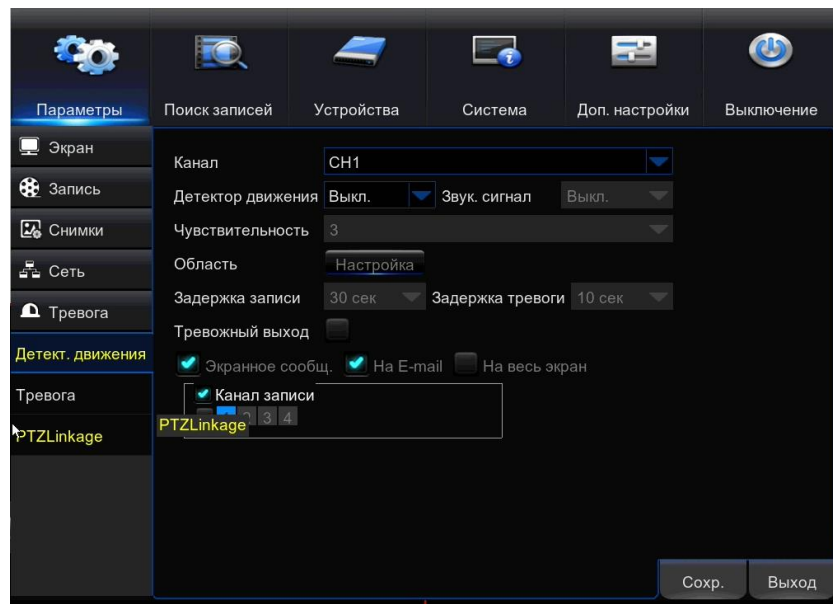 Параметры Поиск записей Устройства Система Доп. настройки Выключение
Экран
Запись
Снимки
Сеть
Тревога
Детект. движения
Тревога
PTZLinkage
Канал CH1
Детектор движения Выкл. Звук. сигнал Выкл.
Чувствительность 3
Область Настройка
Задержка записи 30 сек Задержка тревоги 10 сек
Тревожный выход
Экранное сообщ. На E-mail На весь экран
Канал записи
2 3 4
PTZLinkage
Сохр. Выход